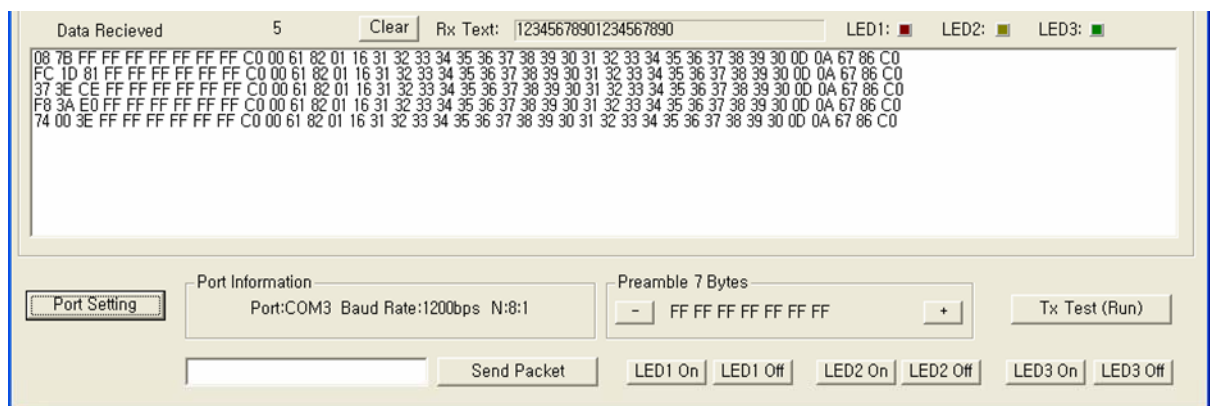 Data Recieved 5 Clear Rx Text: 12345678901234567890 LED1: LED2: LED3:
08 7B FF FF FF FF FF FF FF C0 00 61 82 01 16 31 32 33 34 35 36 37 38 39 30 31 32 33 34 35 36 37 38 39 30 0D 0A 67 86 C0
FC 1D 81 FF FF FF FF FF FF FF C0 00 61 82 01 16 31 32 33 34 35 36 37 38 39 30 31 32 33 34 35 36 37 38 39 30 0D 0A 67 86 C0
37 3E CE FF FF FF FF FF FF FF C0 00 61 82 01 16 31 32 33 34 35 36 37 38 39 30 31 32 33 34 35 36 37 38 39 30 0D 0A 67 86 C0
F8 3A E0 FF FF FF FF FF FF FF C0 00 61 82 01 16 31 32 33 34 35 36 37 38 39 30 31 32 33 34 35 36 37 38 39 30 0D 0A 67 86 C0
74 00 3E FF FF FF FF FF FF FF C0 00 61 82 01 16 31 32 33 34 35 36 37 38 39 30 31 32 33 34 35 36 37 38 39 30 0D 0A 67 86 C0
Port Information Preamble 7 Bytes
Port Setting Port:COM3 Baud Rate:1200bps N:8:1 - FF FF FF FF FF FF FF + Tx Test (Run)
Send Packet LED1 On LED1 Off LED2 On LED2 Off LED3 On LED3 Off